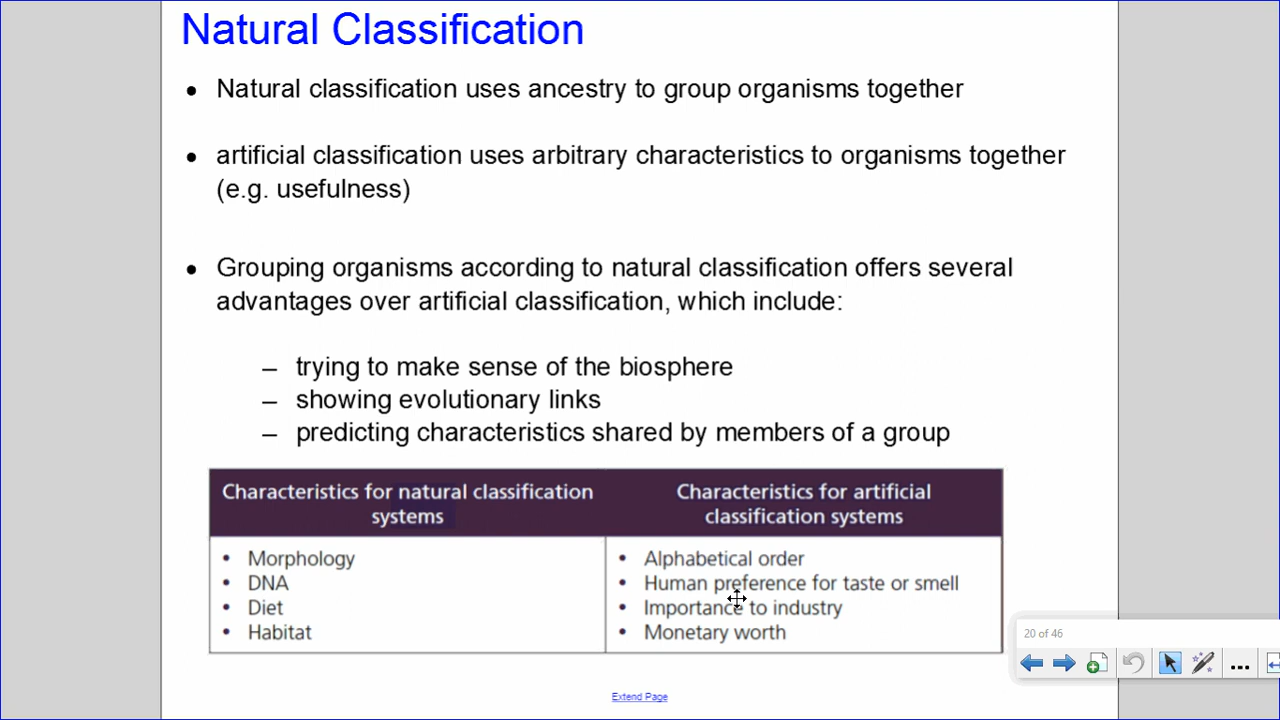 Natural Classification
• Natural classification uses ancestry to group organisms together
• artificial classification uses arbitrary characteristics to organisms together
(e.g. usefulness)
• Grouping organisms according to natural classification offers several
advantages over artificial classification, which include:
– trying to make sense of the biosphere
– showing evolutionary links
– predicting characteristics shared by members of a group
Characteristics for natural classification
systems
• Morphology
• DNA
• Diet
• Habitat
Characteristics for artificial
classification systems
• Alphabetical order
• Human preference for taste or smell
• Importance to industry
• Monetary worth
20 of 46
Extend Page